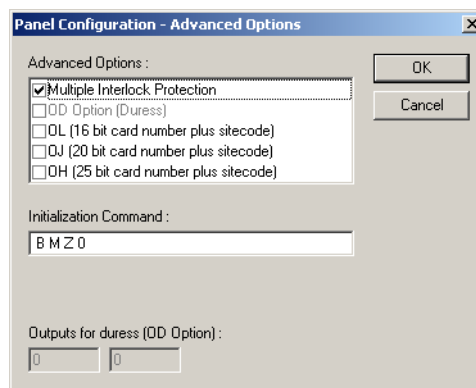 Panel Configuration - Advanced Options
Advanced Options :
OK
Multiple Interlock Protection
Cancel
OD Option (Duress)
OL (16 bit card number plus sitecode)
OJ (20 bit card number plus sitecode)
OH (25 bit card number plus sitecode)
Initialization Command :
B M Z 0
Outputs for duress (OD Option) :
0 0